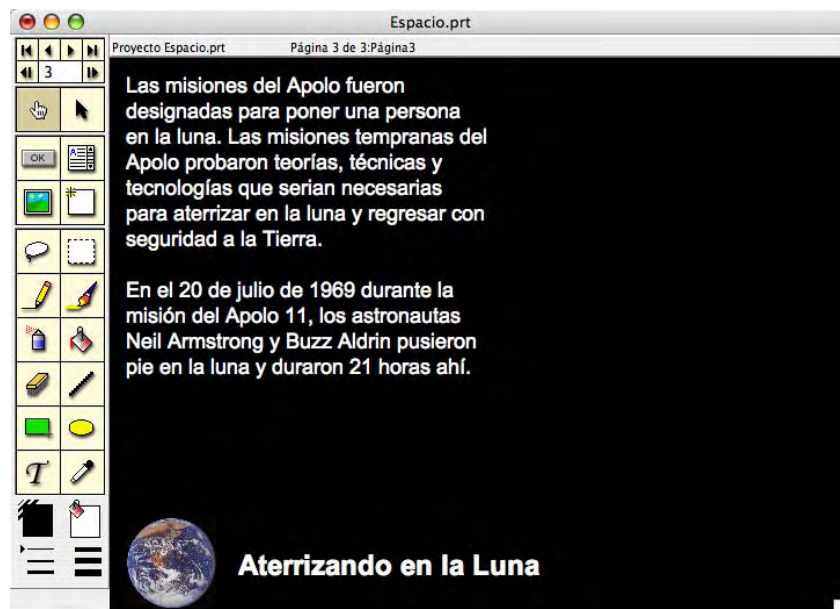 Espacio.prt
Proyecto Espacio.prt Página 3 de 3:Página3
3
OK
A
T
Las misiones del Apolo fueron
designadas para poner una persona
en la luna. Las misiones tempranas del
Apolo probaron teorías, técnicas y
tecnologías que serian necesarias
para aterrizar en la luna y regresar con
seguridad a la Tierra.
En el 20 de julio de 1969 durante la
misión del Apolo 11, los astronautas
Neil Armstrong y Buzz Aldrin pusieron
pie en la luna y duraron 21 horas ahí.
Aterrizando en la Luna